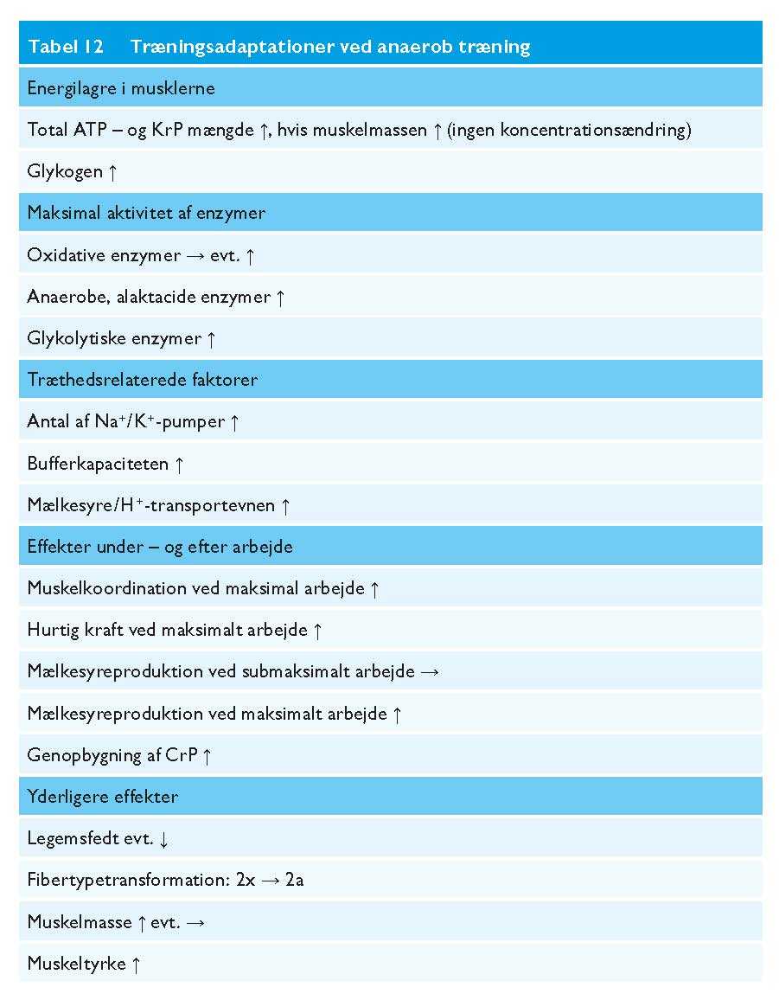 Tabel 12 Træningsadaptationer ved anaerob træning
Energilagre i musklerne
Total ATP – og KrP mængde ↑, hvis muskelmassen ↑ (ingen koncentrationsændring)
Glykogen ↑
Maksimal aktivitet af enzymer
Oxidative enzymer → evt. ↑
Anaerobe, alaktacide enzymer ↑
Glykolytiske enzymer ↑
Træthedsrelaterede faktorer
Antal af Na⁺/K⁺-pumper ↑
Bufferkapaciteten ↑
Mælkesyre/H⁺-transportevnen ↑
Effekter under – og efter arbejde
Muskelkoordination ved maksimal arbejde ↑
Hurtig kraft ved maksimalt arbejde ↑
Mælkesyreproduktion ved submaksimalt arbejde →
Mælkesyreproduktion ved maksimalt arbejde ↑
Genopbygning af CrP ↑
Yderligere effekter
Legemsfedt evt. ↓
Fibertypetransformation: 2x → 2a
Muskelmasse ↑ evt. →
Muskeltyrke ↑